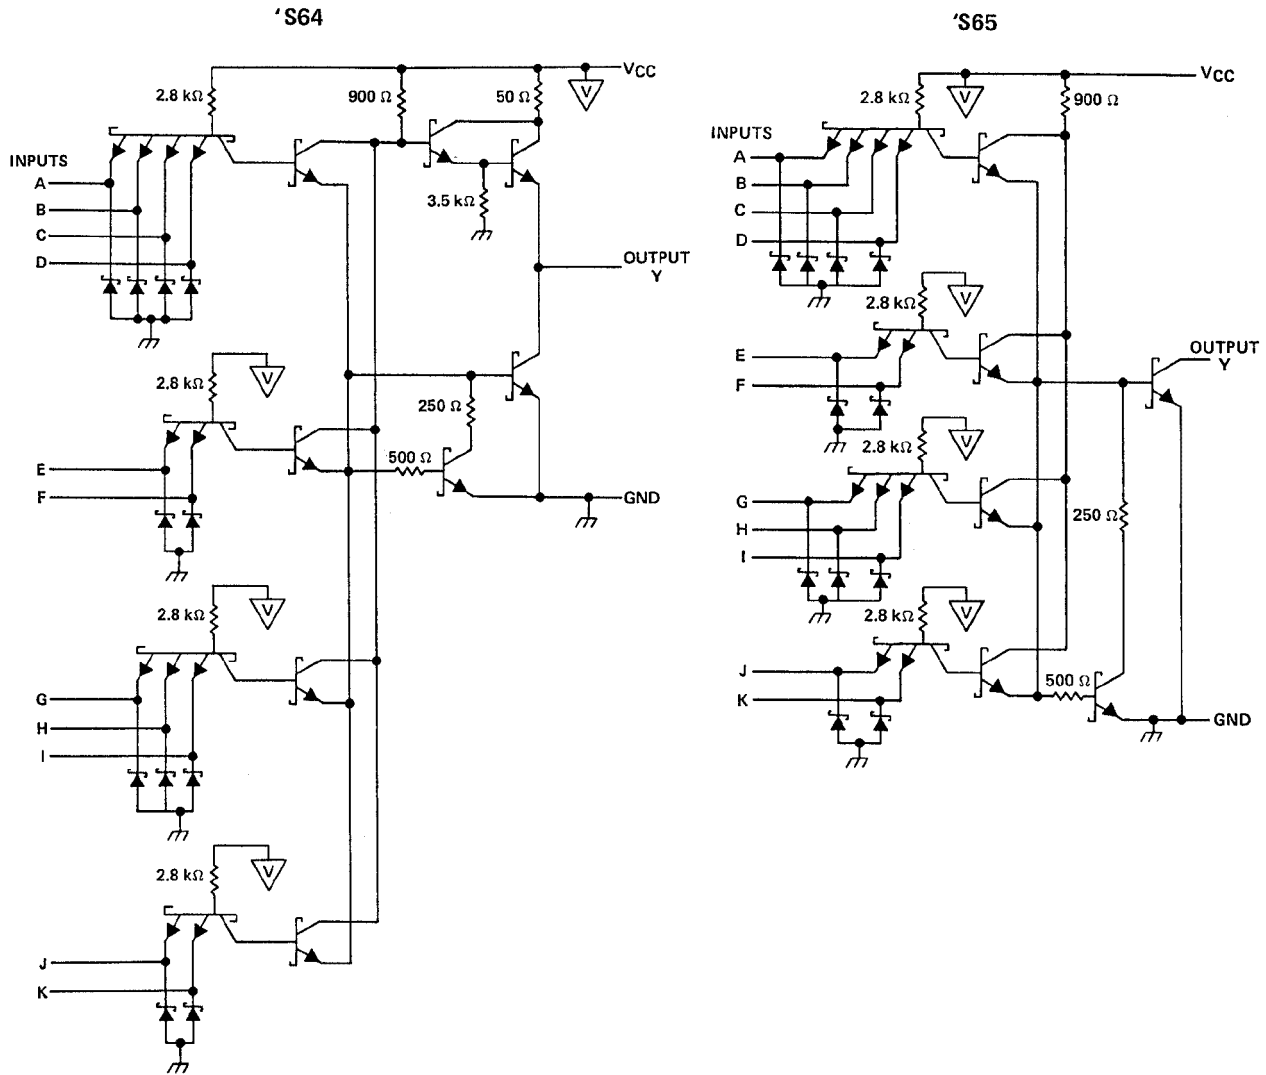 'S64
VCC
2.8 kΩ
900 Ω
50 Ω
V
INPUTS
A
B
C
D
3.5 kΩ
OUTPUT
Y
2.8 kΩ
V
250 Ω
E
F
500 Ω
GND
2.8 kΩ
V
G
H
I
2.8 kΩ
V
J
K
'S65
VCC
2.8 kΩ
V
900 Ω
INPUTS
A
B
C
D
2.8 kΩ
V
E
F
OUTPUT
Y
2.8 kΩ
V
G
H
I
250 Ω
2.8 kΩ
V
J
K
500 Ω
GND